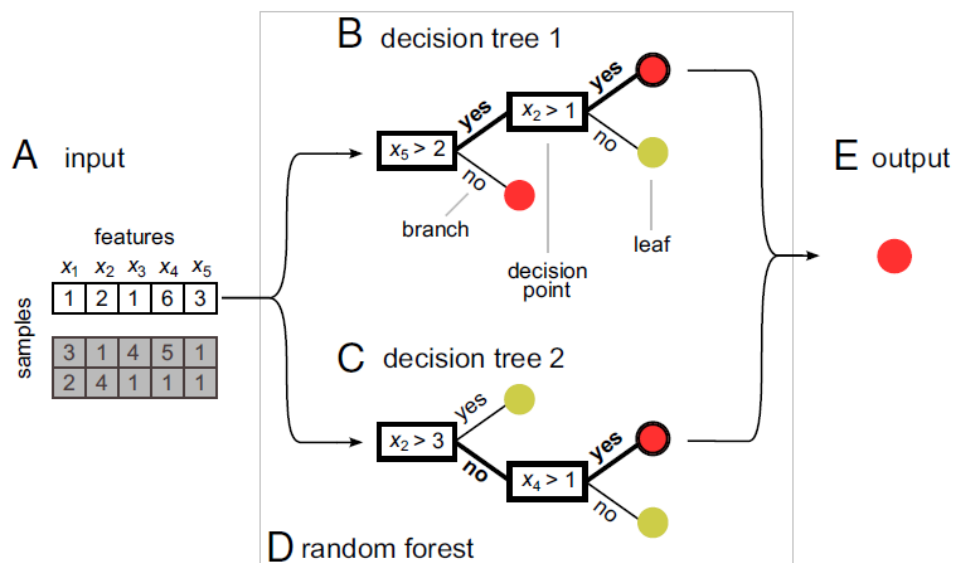 A input
features
x₁ x₂ x₃ x₄ x₅
1 2 1 6 3
samples
3 1 4 5 1
2 4 1 1 1
B decision tree 1
x₅ > 2
yes
no
x₂ > 1
yes
no
branch
decision
point
leaf
C decision tree 2
x₂ > 3
yes
no
x₄ > 1
yes
no
D random forest
E output